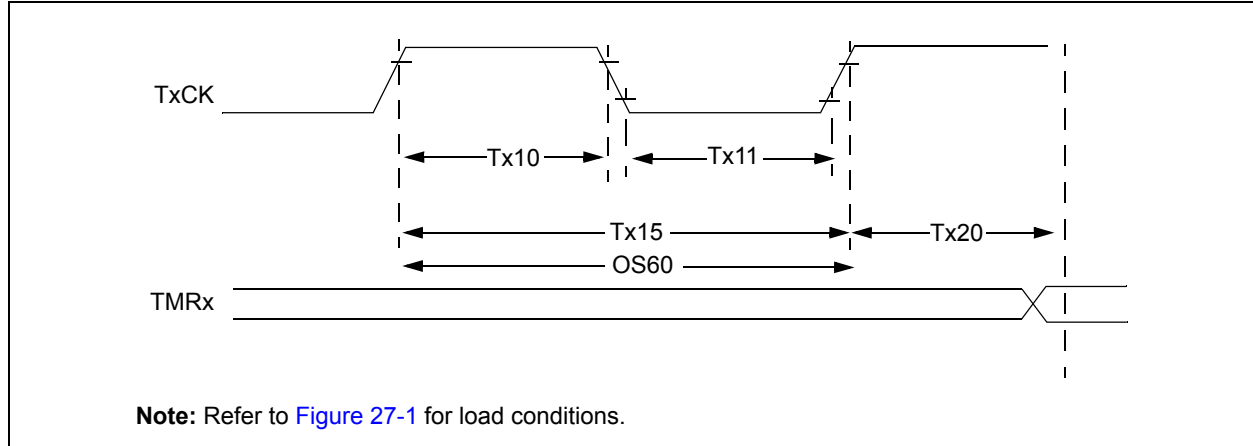 TxCK
Tx10
Tx11
Tx15
Tx20
OS60
TMRx
Note: Refer to Figure 27-1 for load conditions.